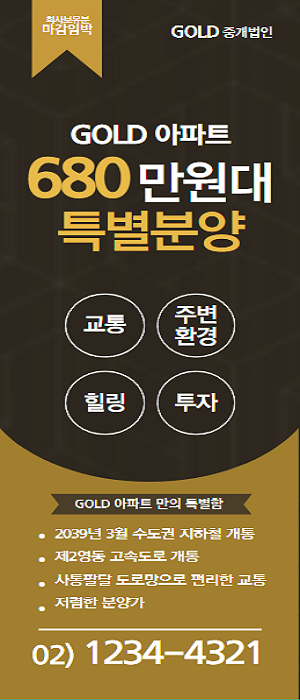 회사보유분
마감임박
GOLD 중개법인
GOLD 아파트
680만원대
특별분양
교통
주변
환경
힐링
투자
GOLD 아파트 만의 특별함
2039년 3월 수도권 지하철 개통
제2영동 고속도로 개통
사통팔달 도로망으로 편리한 교통
저렴한 분양가
02) 1234-4321